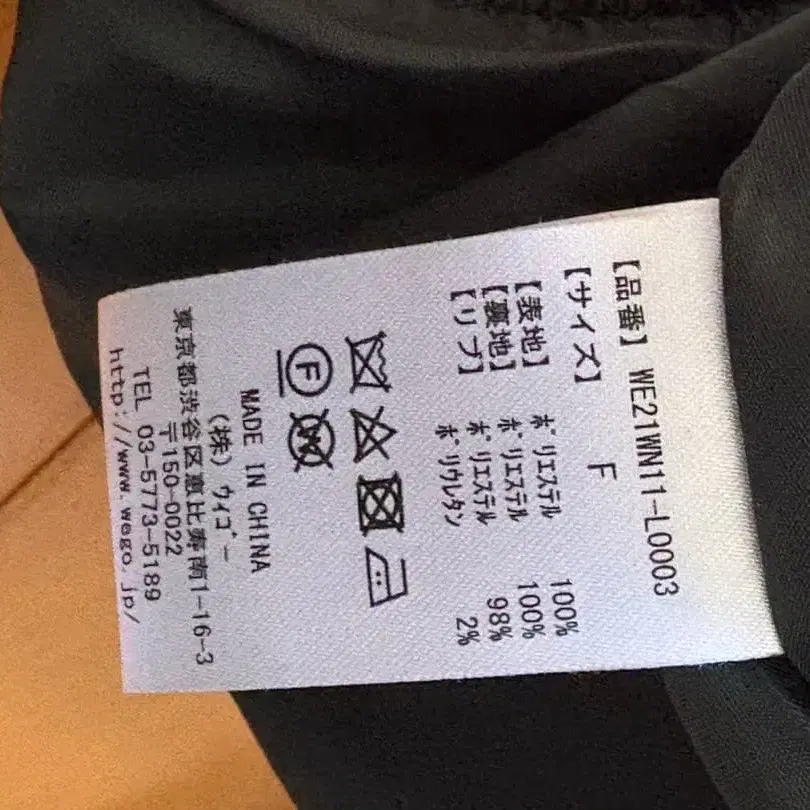 【品番】 WE21WN11-L0003
【サイズ】 F
【表地】 ポリエステル 100%
【裏地】 ポリエステル 100%
【リブ】 ポリエステル 98%
ポリウレタン 2%
F W
MADE IN CHINA
(株)ウィゴー
〒150-0022
東京都渋谷区恵比寿南1-16-3
TEL 03-5773-5189
http://www.wego.jp/